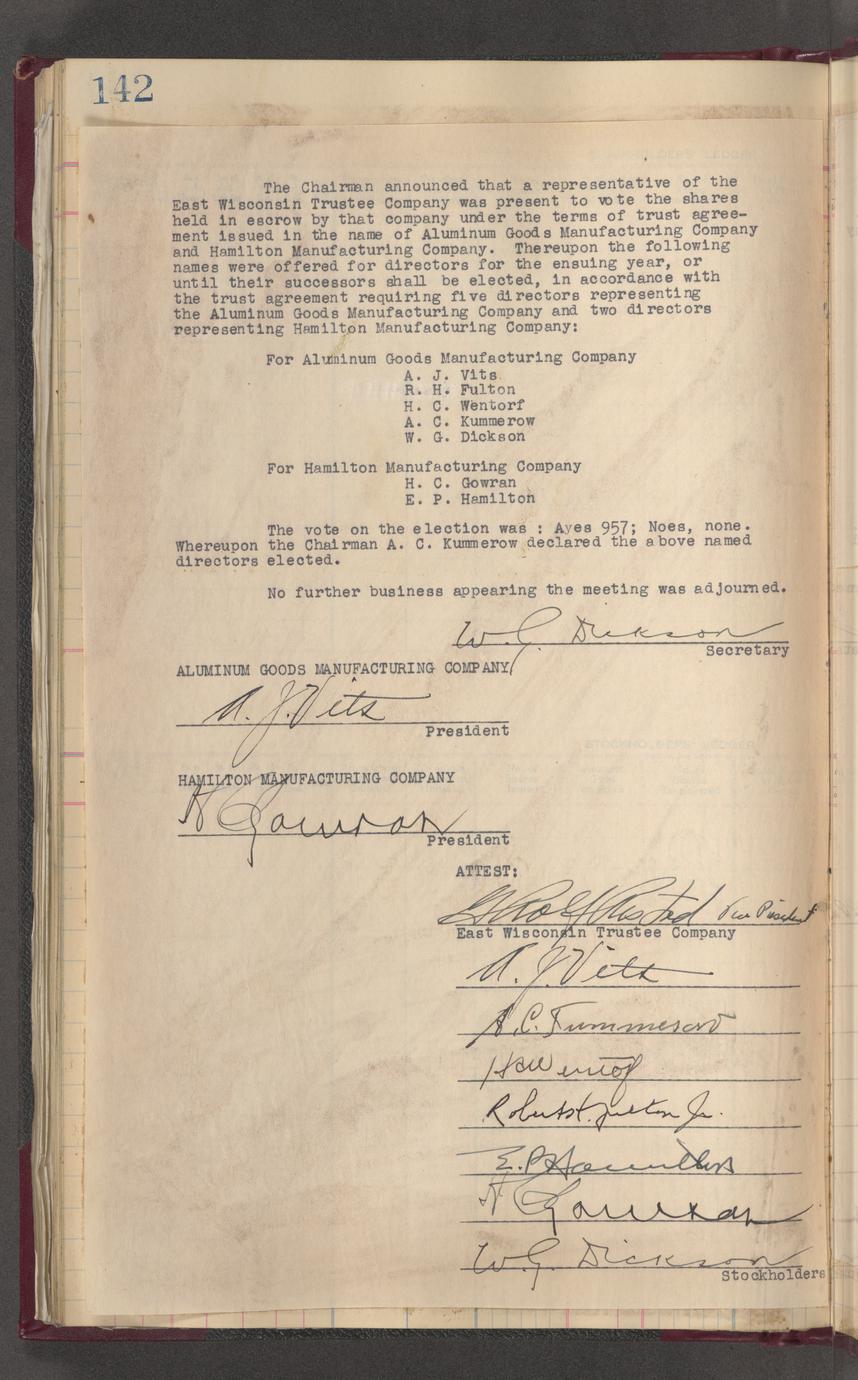 142
The Chairman announced that a representative of the
East Wisconsin Trustee Company was present to vote the shares
held in escrow by that company under the terms of trust agree-
ment issued in the name of Aluminum Goods Manufacturing Company
and Hamilton Manufacturing Company. Thereupon the following
names were offered for directors for the ensuing year, or
until their successors shall be elected, in accordance with
the trust agreement requiring five directors representing
the Aluminum Goods Manufacturing Company and two directors
representing Hamilton Manufacturing Company:
For Aluminum Goods Manufacturing Company
A. J. Vits
R. H. Fulton
H. C. Wentorf
A. C. Kummerow
W. G. Dickson
For Hamilton Manufacturing Company
H. C. Gowran
E. P. Hamilton
The vote on the election was : Ayes 957; Noes, none.
Whereupon the Chairman A. C. Kummerow declared the above named
directors elected.
No further business appearing the meeting was adjourned.
W. G. Dickson
Secretary
ALUMINUM GOODS MANUFACTURING COMPANY
A. J. Vits
President
HAMILTON MANUFACTURING COMPANY
H C Gowran
President
ATTEST:
Vice President
East Wisconsin Trustee Company
A. J. Vits
A. C. Kummerow
H C Wentorf
Robert H. Fulton Jr.
E. P. Hamilton
H C Gowran
W. G. Dickson
Stockholders